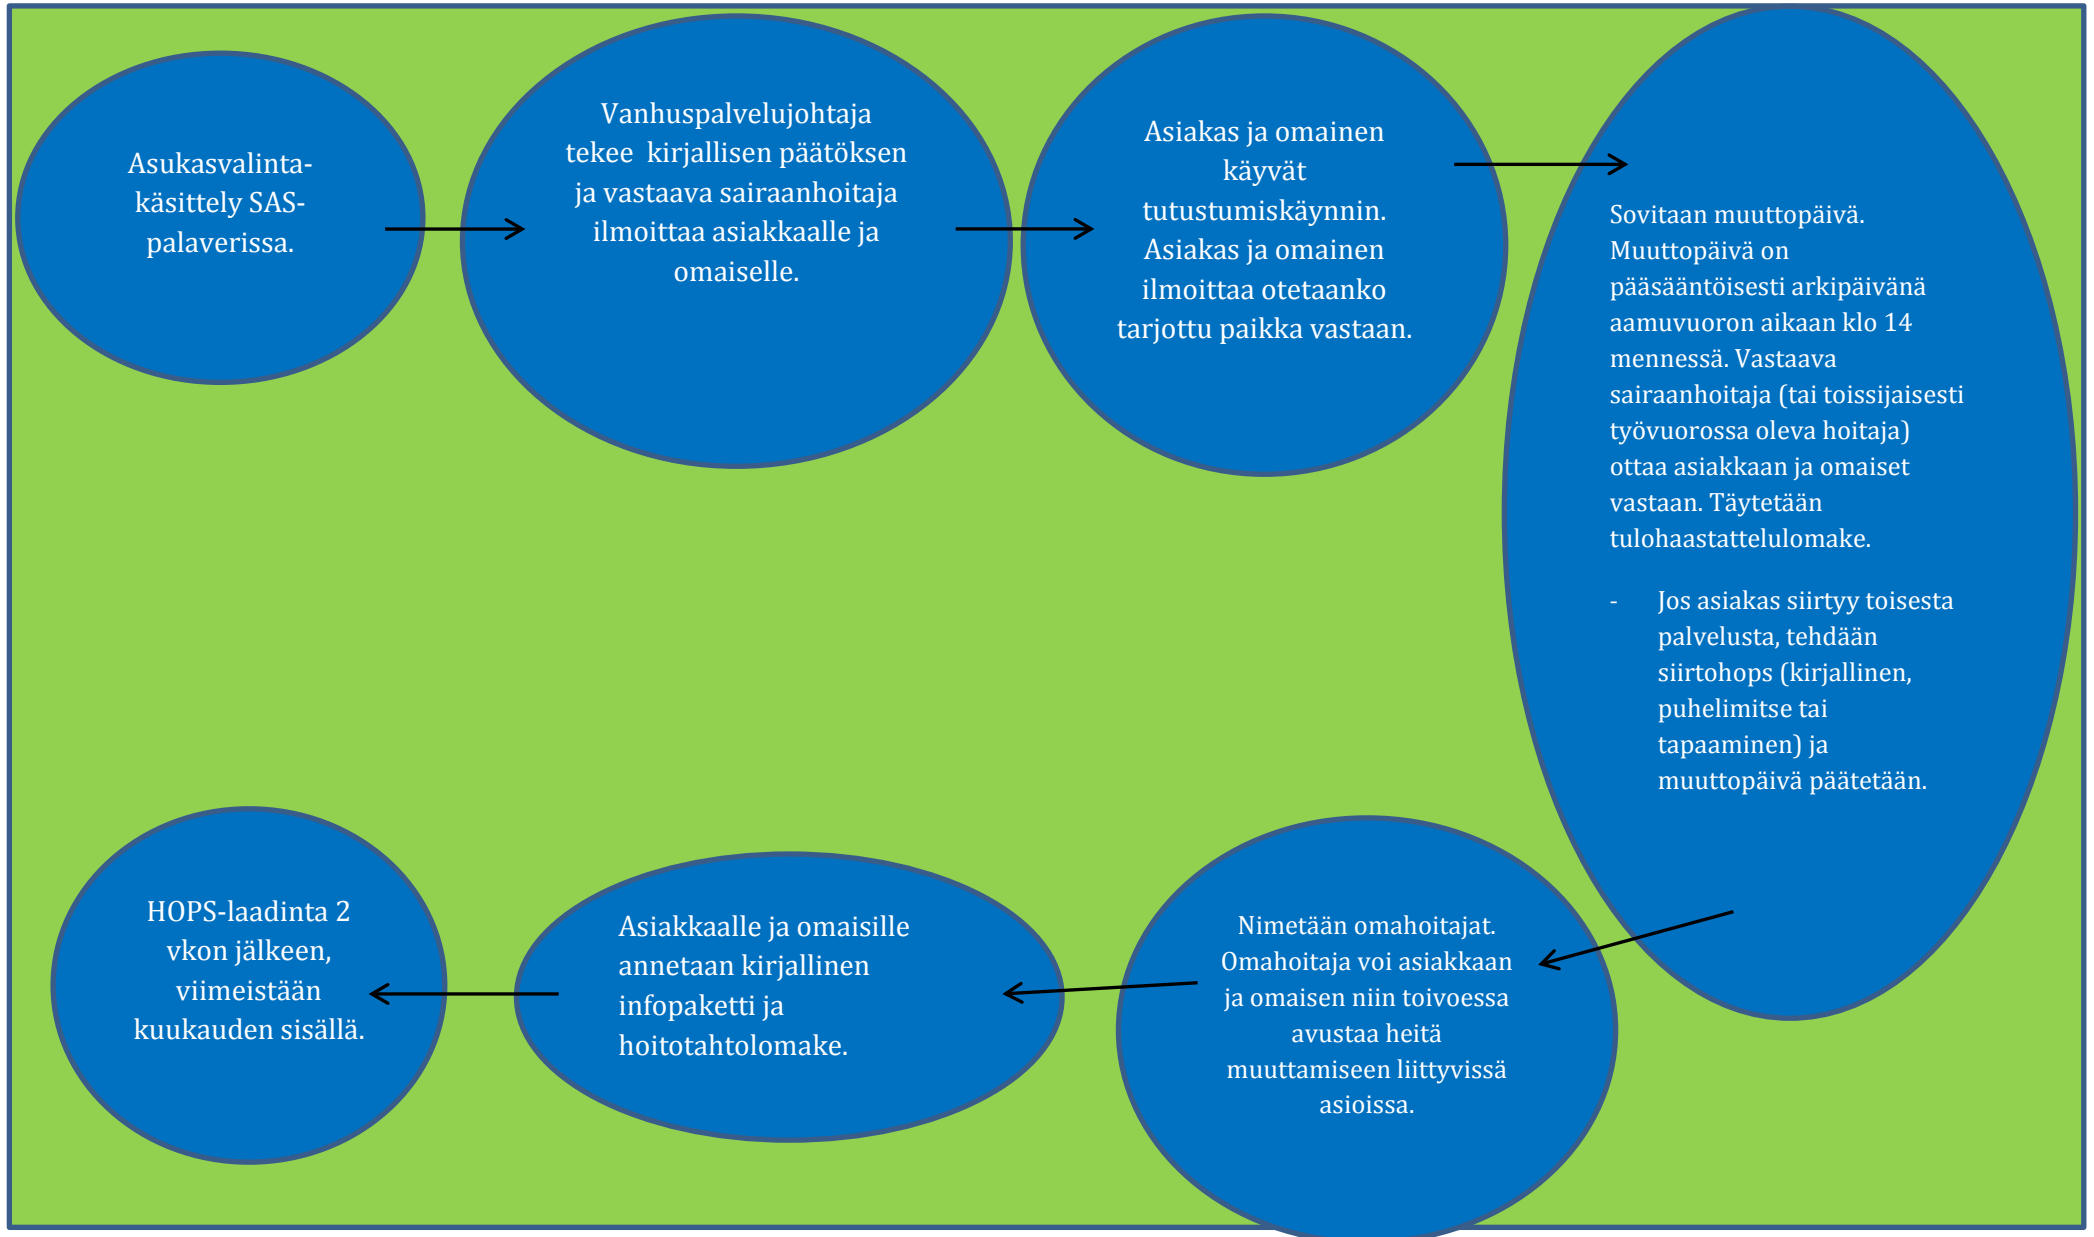 Asukasvalinta-
käsittely SAS-
palaverissa.
Vanhuspalvelujohtaja
tekee  kirjallisen päätöksen
ja vastaava sairaanhoitaja
ilmoittaa asiakkaalle ja
omaiselle.
Asiakas ja omainen
käyvät
tutustumiskäynnin.
Asiakas ja omainen
ilmoittaa otetaanko
tarjottu paikka vastaan.
Sovitaan muuttopäivä.
Muuttopäivä on
pääsääntöisesti arkipäivänä
aamuvuoron aikaan klo 14
mennessä. Vastaava
sairaanhoitaja (tai toissijaisesti
työvuorossa oleva hoitaja)
ottaa asiakkaan ja omaiset
vastaan. Täytetään
tulohaastattelulomake.
- Jos asiakas siirtyy toisesta
palvelusta, tehdään
siirtohops (kirjallinen,
puhelimitse tai
tapaaminen) ja
muuttopäivä päätetään.
Nimetään omahoitajat.
Omahoitaja voi asiakkaan
ja omaisen niin toivoessa
avustaa heitä
muuttamiseen liittyvissä
asioissa.
Asiakkaalle ja omaisille
annetaan kirjallinen
infopaketti ja
hoitotahtolomake.
HOPS-laadinta 2
vkon jälkeen,
viimeistään
kuukauden sisällä.